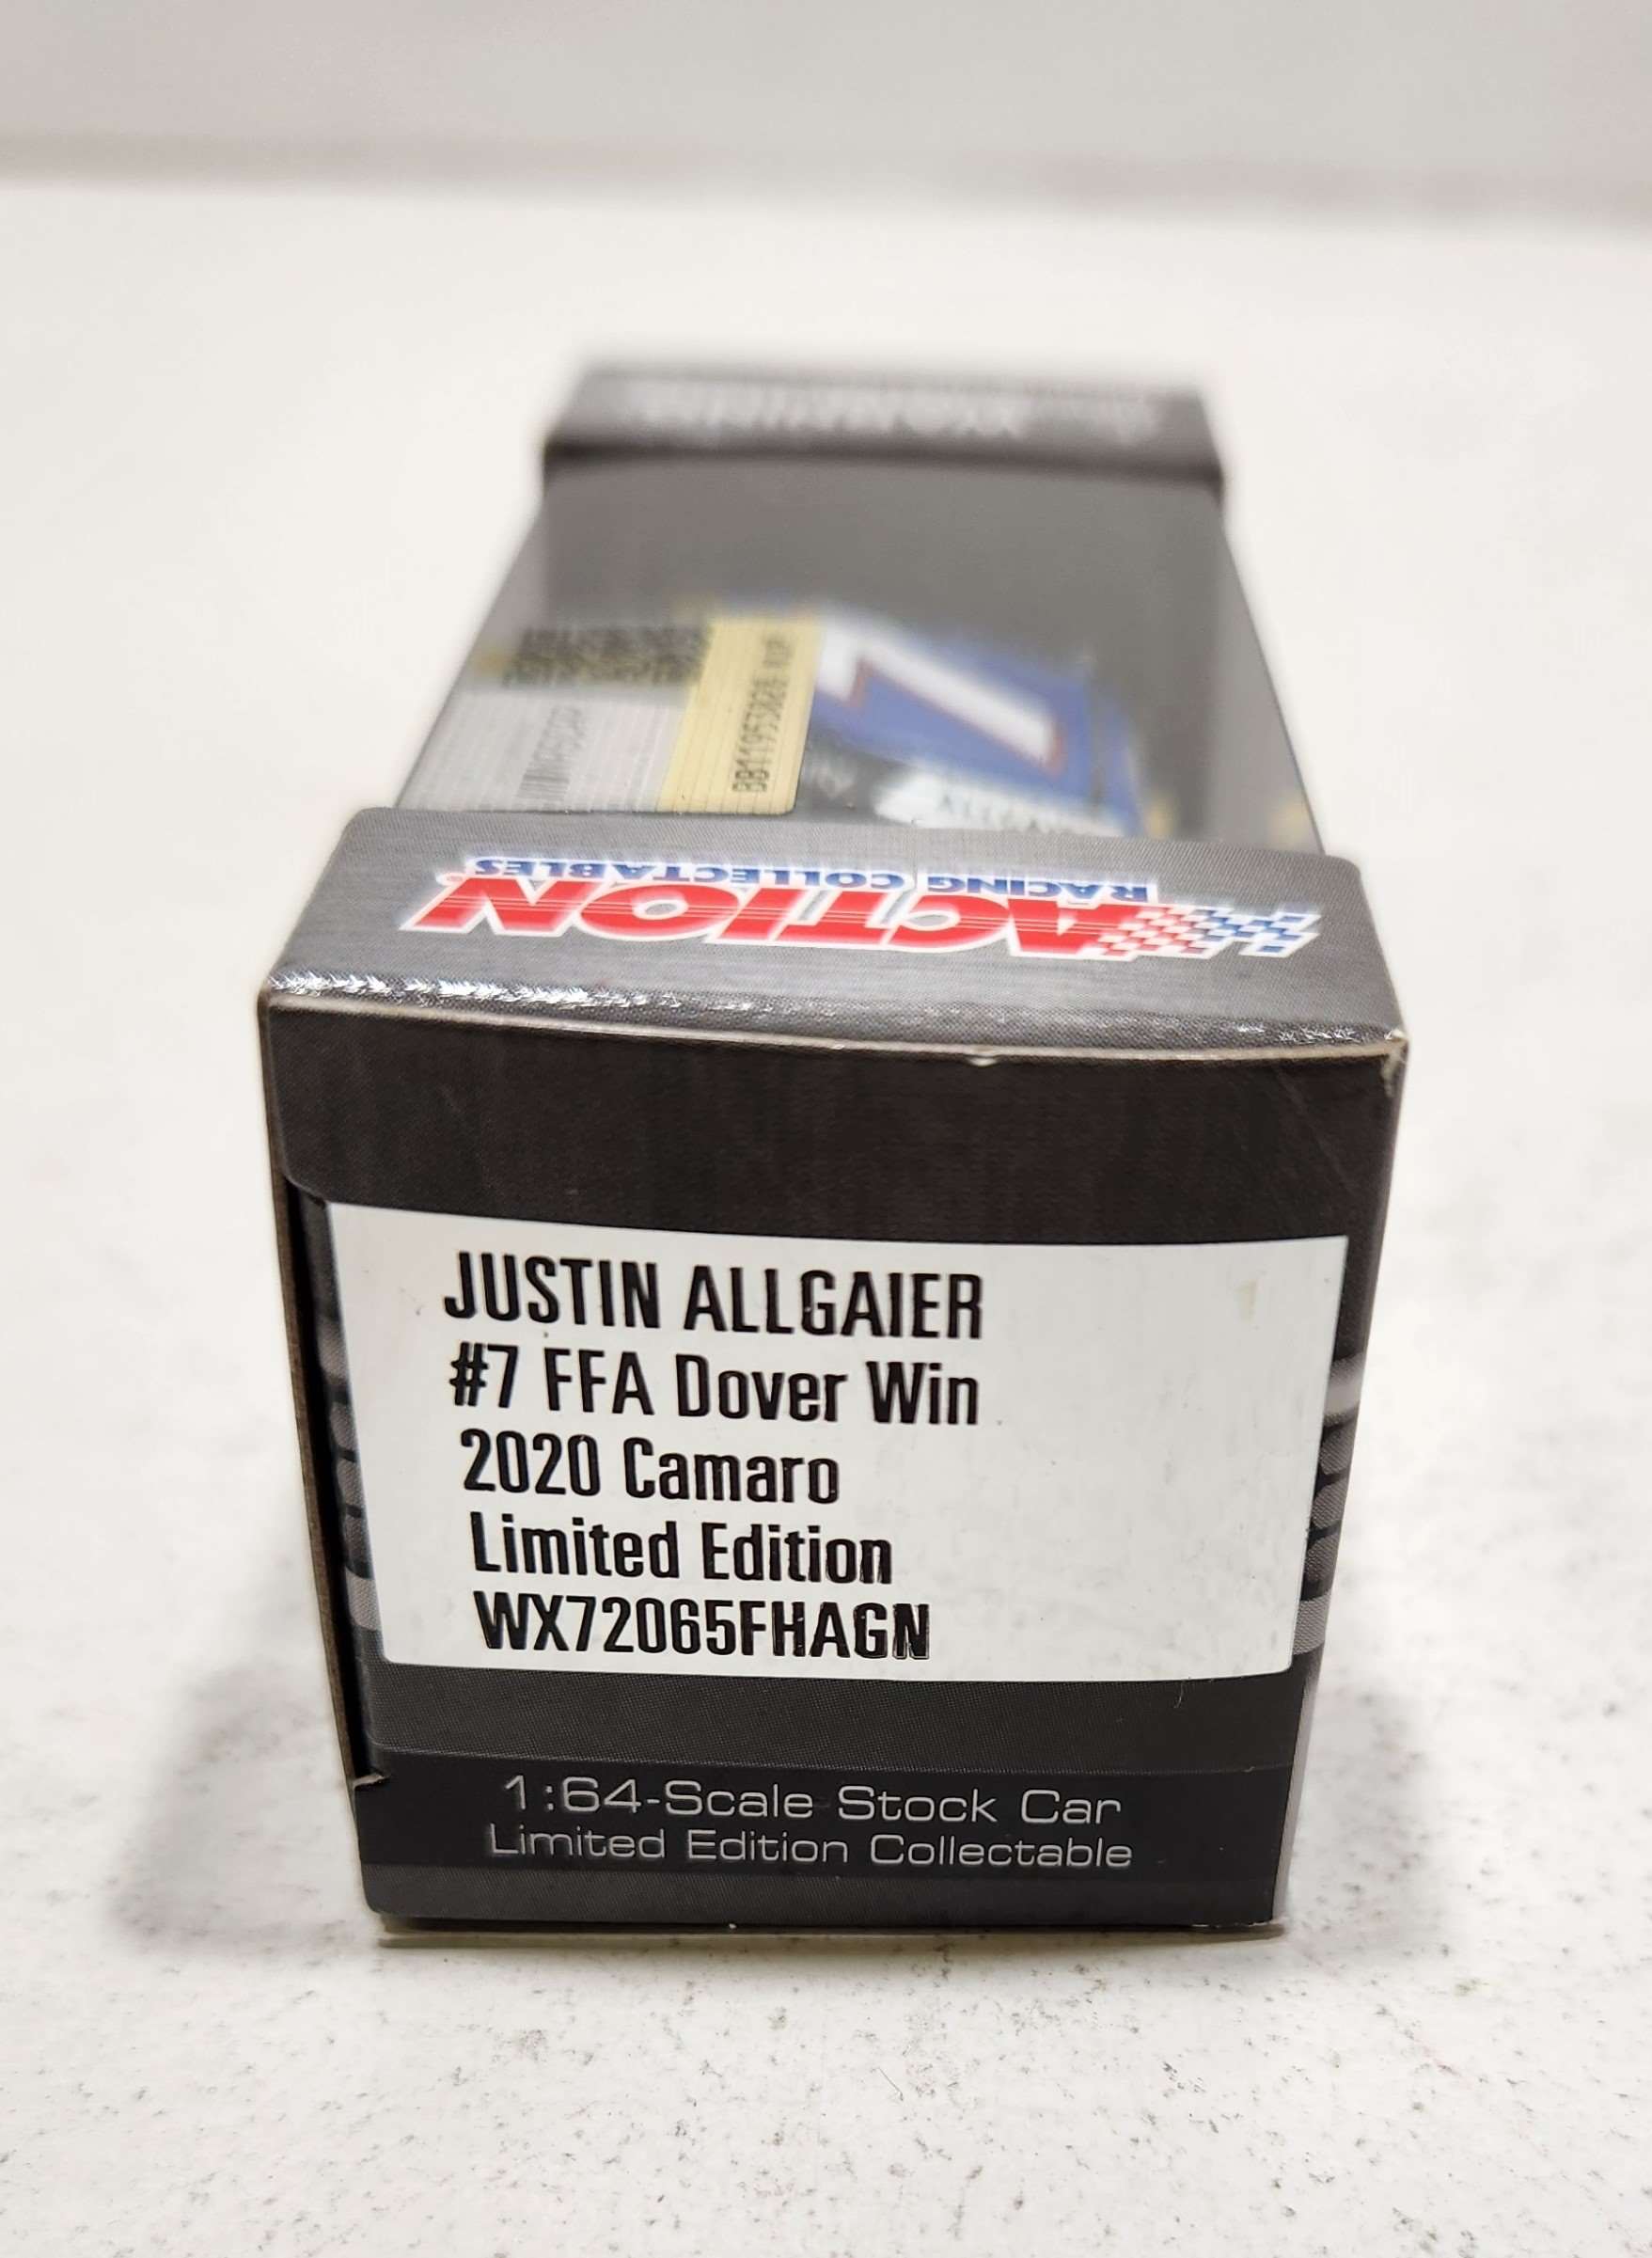 RACING COLLECTABLES
ACTION
JUSTIN ALLGAIER
#7 FFA Dover Win
2020 Camaro
Limited Edition
WX72065FHAGN
1:64-Scale Stock Car
Limited Edition Collectable
7